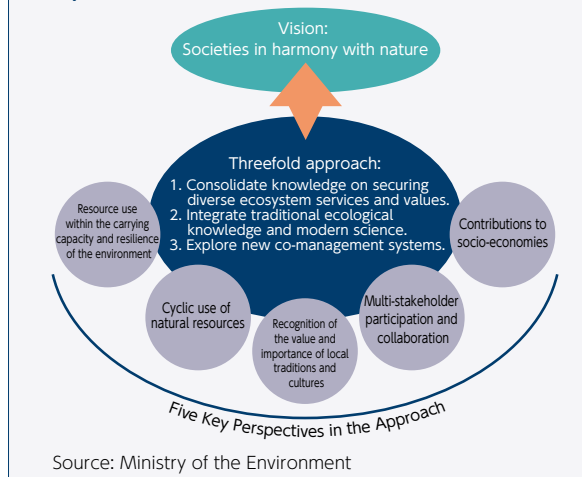 Vision:
Societies in harmony with nature
Threefold approach:
1. Consolidate knowledge on securing
diverse ecosystem services and values.
2. Integrate traditional ecological
knowledge and modern science.
3. Explore new co-management systems.
Resource use
within the carrying
capacity and resilience
of the environment
Cyclic use of
natural resources
Recognition of
the value and
importance of local
traditions and
cultures
Multi-stakeholder
participation and
collaboration
Contributions to
socio-economies
Five Key Perspectives in the Approach
Source: Ministry of the Environment